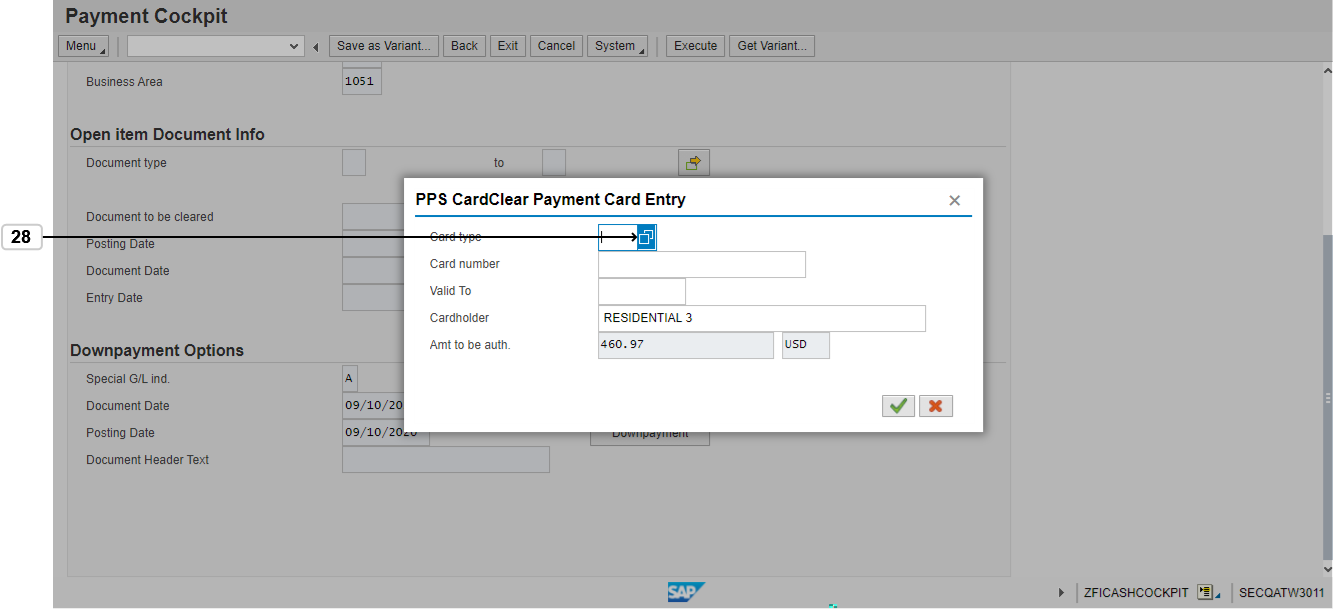 Payment Cockpit
Menu Save as Variant... Back Exit Cancel System Execute Get Variant...
Business Area 1051
Open item Document Info
Document type to
PPS CardClear Payment Card Entry
Document to be cleared
28 Card type
Posting Date
Card number
Document Date
Valid To
Entry Date
Cardholder RESIDENTIAL 3
Amt to be auth. 460.97 USD
Downpayment Options
Special G/L ind. A
Document Date 09/10/20
Posting Date 09/10/2020 Downpayment
Document Header Text
SAP ZFICASHCOCKPIT SECQATW3011